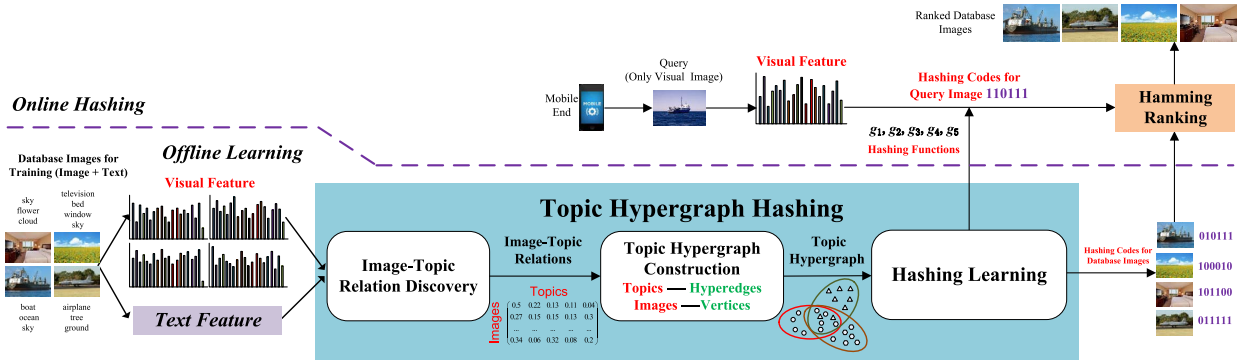 Ranked Database
Images
Query
(Only Visual Image)
Visual Feature
Hashing Codes for
Query Image 110111
Mobile
End
MOBILE
Hamming
Ranking
Online Hashing
g1, g2, g3, g4, g5
Hashing Functions
Offline Learning
Database Images for
Training (Image + Text)
Visual Feature
sky
flower
cloud
television
bed
window
sky
boat
ocean
sky
airplane
tree
ground
Text Feature
Topic Hypergraph Hashing
Image-Topic
Relation Discovery
Image-Topic
Relations
Topics
Images
0.5 0.22 0.13 0.11 0.04
0.27 0.15 0.15 0.13 0.3
... ... ... ... ...
0.34 0.06 0.32 0.08 0.2
Topic Hypergraph
Construction
Topics — Hyperedges
Images — Vertices
Topic
Hypergraph
Hashing Learning
Hashing Codes for
Database Images
010111
100010
101100
011111